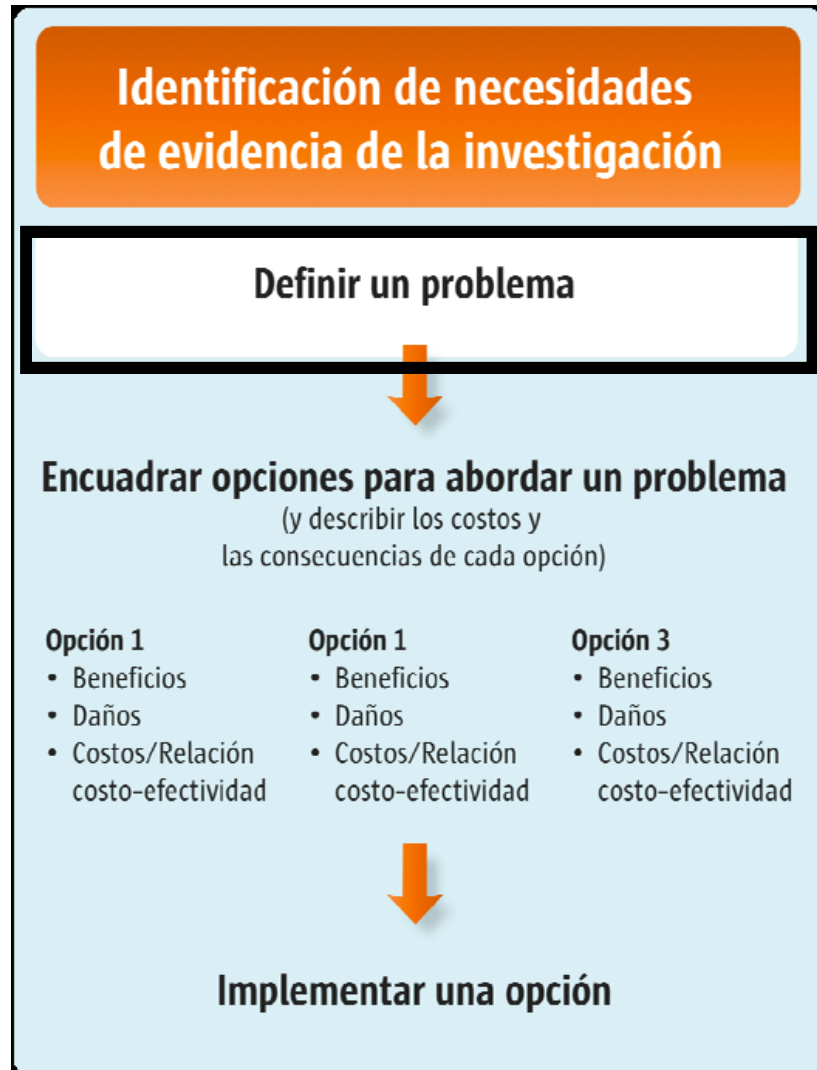 Identificación de necesidades
de evidencia de la investigación
Definir un problema
Encuadrar opciones para abordar un problema
(y describir los costos y
las consecuencias de cada opción)
Opción 1
• Beneficios
• Daños
• Costos/Relación
costo-efectividad
Opción 1
• Beneficios
• Daños
• Costos/Relación
costo-efectividad
Opción 3
• Beneficios
• Daños
• Costos/Relación
costo-efectividad
Implementar una opción